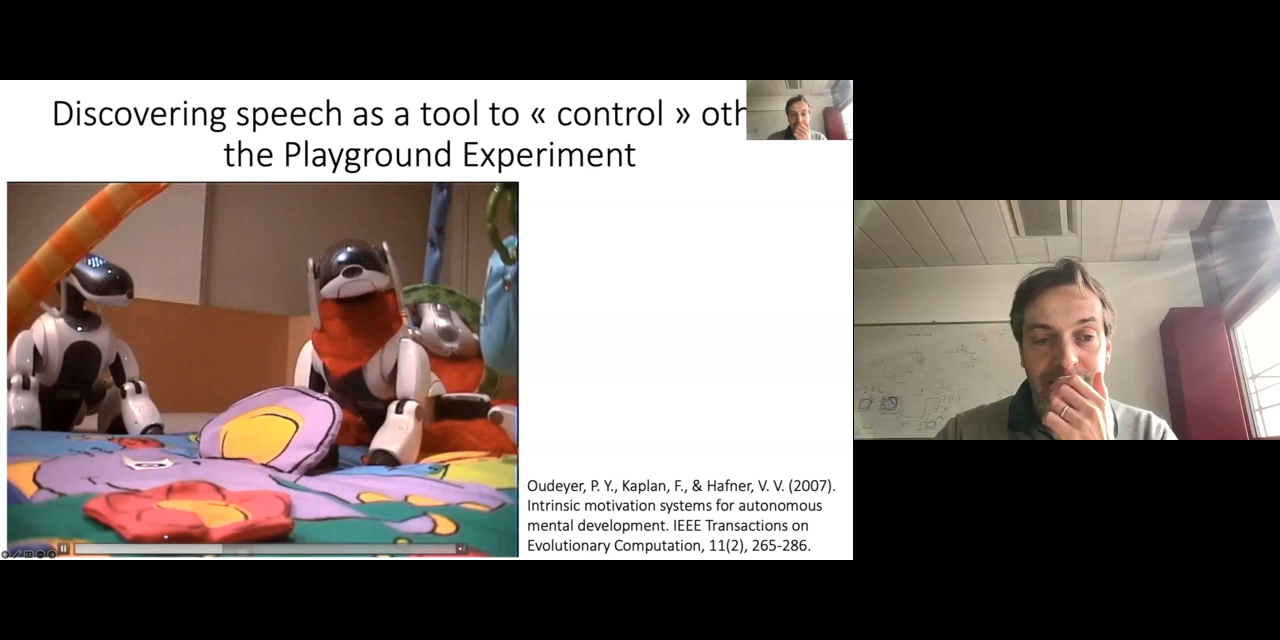 Discovering speech as a tool to « control » oth
the Playground Experiment
Oudeyer, P. Y., Kaplan, F., & Hafner, V. V. (2007).
Intrinsic motivation systems for autonomous
mental development. IEEE Transactions on
Evolutionary Computation, 11(2), 265-286.